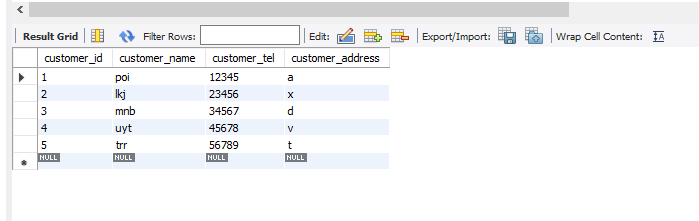 Result Grid Filter Rows: Edit: Export/Import: Wrap Cell Content: IA
customer_id customer_name customer_tel customer_address
1 poi 12345 a
2 lkj 23456 x
3 mnb 34567 d
4 uyt 45678 v
5 trr 56789 t
NULL NULL NULL NULL